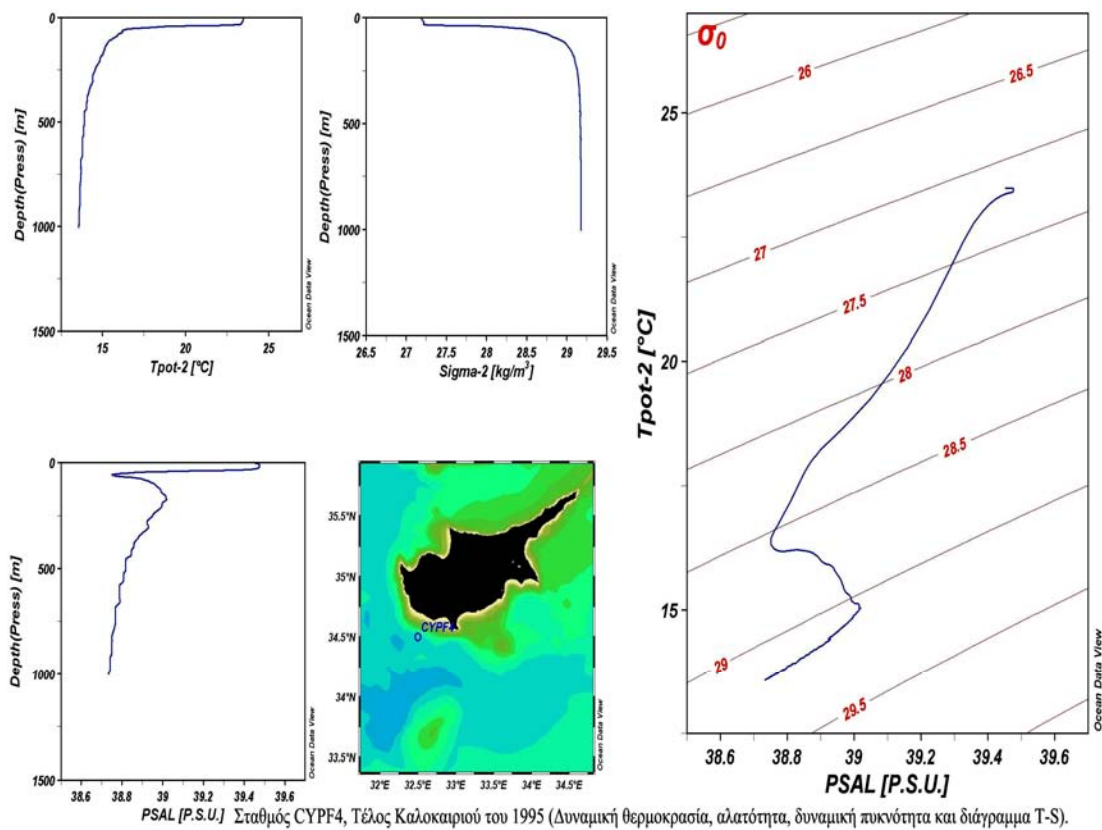 0
500
1000
1500
Depth(Press) [m]
15
20
25
Tpot-2 [°C]
Ocean Data View
0
500
1000
1500
Depth(Press) [m]
26.5
27
27.5
28
28.5
29
29.5
Sigma-2 [kg/m³]
Ocean Data View
σ₀
26
26.5
27
27.5
28
28.5
29
29.5
25
20
15
Tpot-2 [°C]
38.6
38.8
39
39.2
39.4
39.6
PSAL [P.S.U.]
Ocean Data View
0
500
1000
1500
Depth(Press) [m]
38.6
38.8
39
39.2
39.4
39.6
PSAL [P.S.U.]
Ocean Data View
35.5°N
35°N
34.5°N
34°N
33.5°N
CYPF4
32°E
32.5°E
33°E
33.5°E
34°E
34.5°E
Ocean Data View
Σταθμός CYPF4, Τέλος Καλοκαιριού του 1995 (Δυναμική θερμοκρασία, αλατότητα, δυναμική πυκνότητα και διάγραμμα T-S).